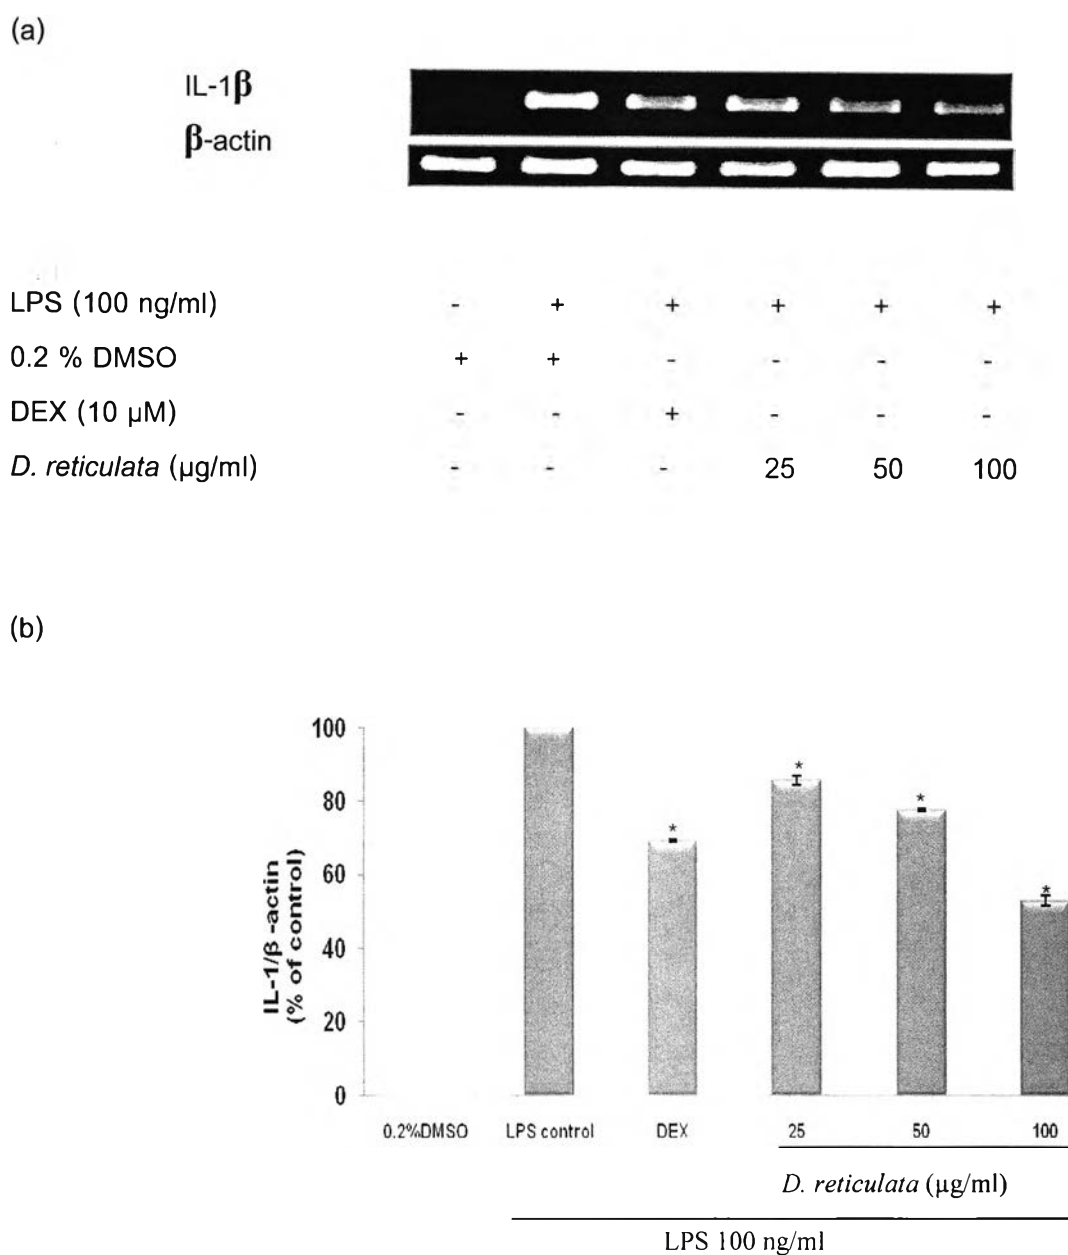 (a)
IL-1β
β-actin
LPS (100 ng/ml) - + + + + +
0.2 % DMSO + + - - - -
DEX (10 µM) - - + - - -
D. reticulata (µg/ml) - - - 25 50 100
(b)
IL-1/β -actin
(% of control)
100
80
60
40
20
0
*
*
*
*
0.2%DMSO LPS control DEX 25 50 100
D. reticulata (µg/ml)
LPS 100 ng/ml